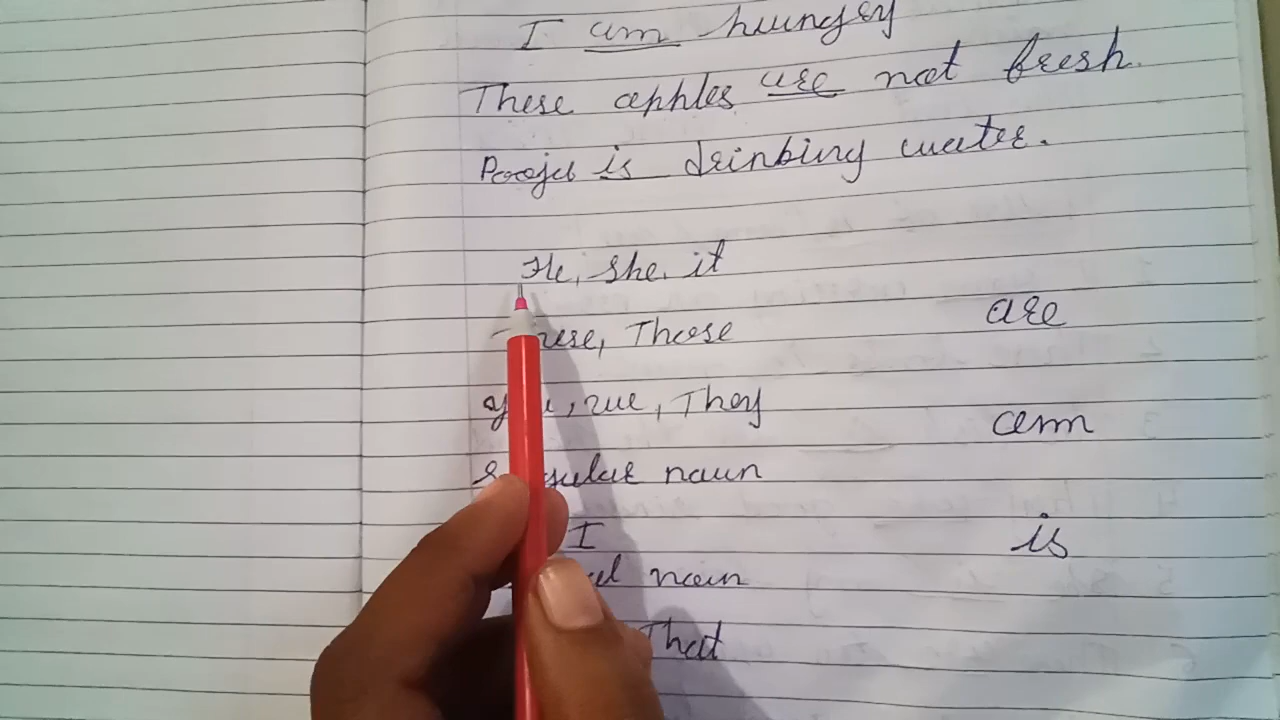 I am hungry
These apples are not fresh.
Pooja is drinking water.
He, she, it
Those
are
we, They
am
noun
I
is
noun
That